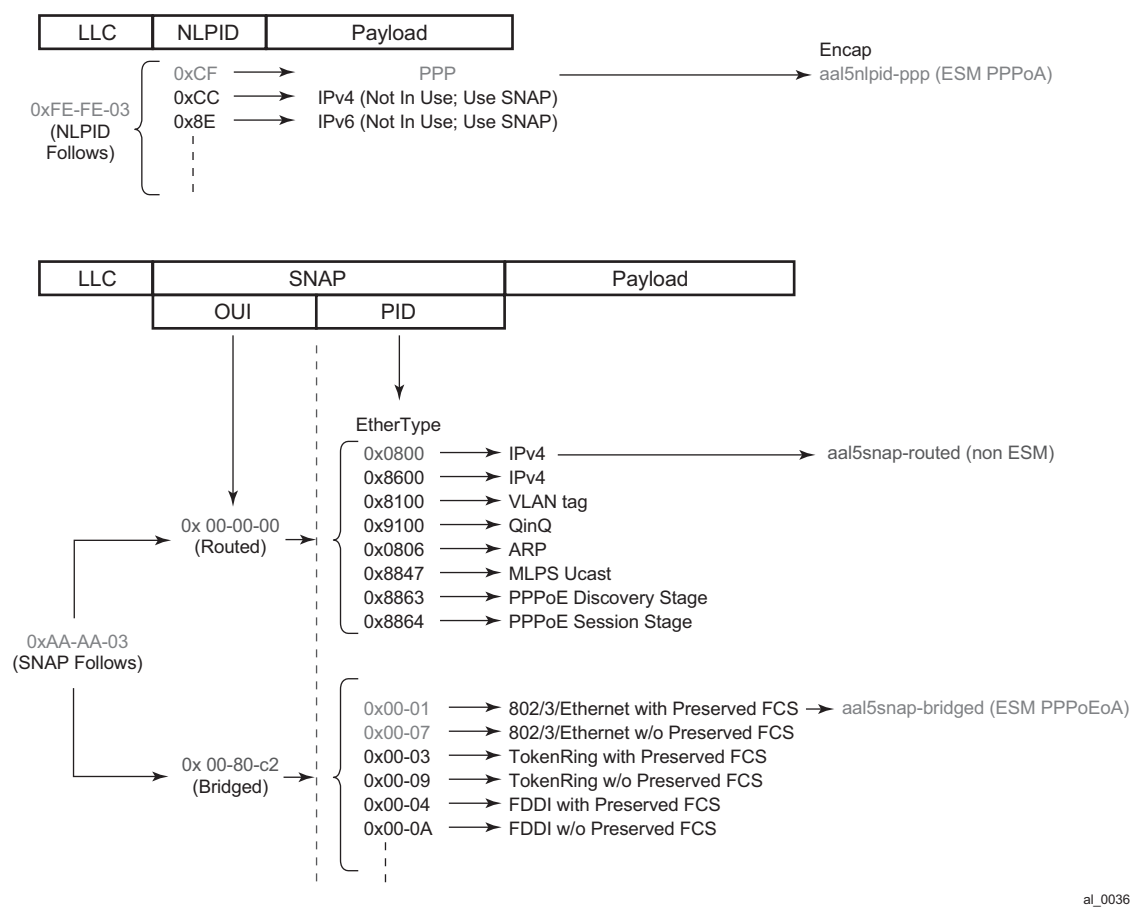 LLC NLPID Payload
Encap
0xCF PPP aal5nlpid-ppp (ESM PPPoA)
0xCC IPv4 (Not In Use; Use SNAP)
0x8E IPv6 (Not In Use; Use SNAP)
0xFE-FE-03
(NLPID
Follows)
LLC SNAP Payload
OUI PID
EtherType
0x0800 IPv4 aal5snap-routed (non ESM)
0x8600 IPv4
0x8100 VLAN tag
0x9100 QinQ
0x0806 ARP
0x8847 MLPS Ucast
0x8863 PPPoE Discovery Stage
0x8864 PPPoE Session Stage
0x 00-00-00
(Routed)
0xAA-AA-03
(SNAP Follows)
0x00-01 802/3/Ethernet with Preserved FCS aal5snap-bridged (ESM PPPoEoA)
0x00-07 802/3/Ethernet w/o Preserved FCS
0x00-03 TokenRing with Preserved FCS
0x00-09 TokenRing w/o Preserved FCS
0x00-04 FDDI with Preserved FCS
0x00-0A FDDI w/o Preserved FCS
0x 00-80-c2
(Bridged)
al_0036